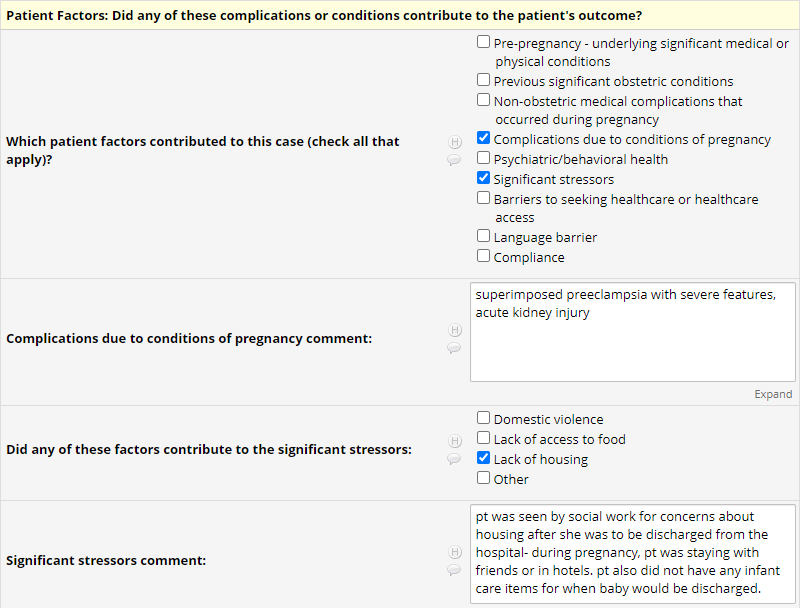 Patient Factors: Did any of these complications or conditions contribute to the patient's outcome?
Which patient factors contributed to this case (check all that
apply)?
H
Pre-pregnancy - underlying significant medical or
physical conditions
Previous significant obstetric conditions
Non-obstetric medical complications that
occurred during pregnancy
Complications due to conditions of pregnancy
Psychiatric/behavioral health
Significant stressors
Barriers to seeking healthcare or healthcare
access
Language barrier
Compliance
Complications due to conditions of pregnancy comment:
H
superimposed preeclampsia with severe features,
acute kidney injury
Expand
Did any of these factors contribute to the significant stressors:
H
Domestic violence
Lack of access to food
Lack of housing
Other
Significant stressors comment:
H
pt was seen by social work for concerns about
housing after she was to be discharged from the
hospital- during pregnancy, pt was staying with
friends or in hotels. pt also did not have any infant
care items for when baby would be discharged.